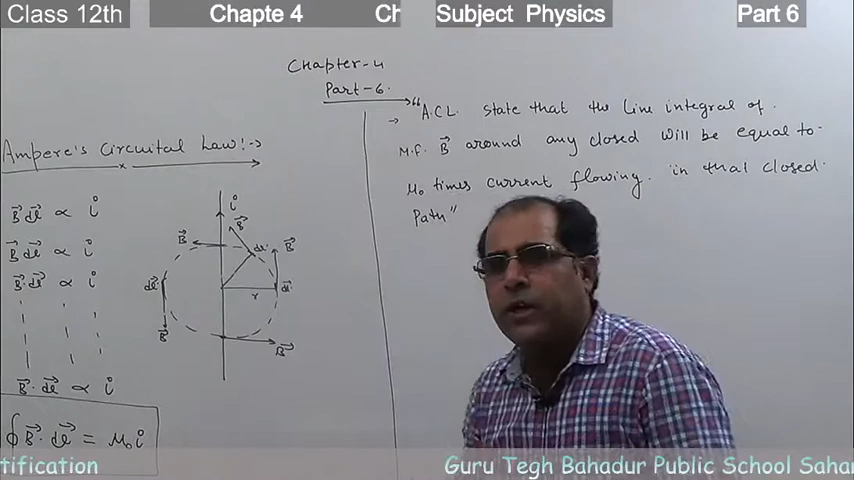 Class 12th
Chapte 4
Ch
Subject Physics
Part 6
Chapter-4
Part-6.
Ampere's Circuital Law:->
B⃗ dl⃗ ∝ i
B⃗ dl⃗ ∝ i
B⃗·dl⃗ ∝ i
B⃗·dl⃗ ∝ i
∮B⃗·dl⃗ = μ₀i
i
B⃗
B⃗
dl⃗
B⃗
dl⃗
r
dl⃗
B⃗
B⃗
→ "A.C.L. state that the Line integral of.
M.F. B⃗ around any closed will be equal to-
μ₀ times current flowing. in that closed.
Path"
tification
Guru Tegh Bahadur Public School Sahar